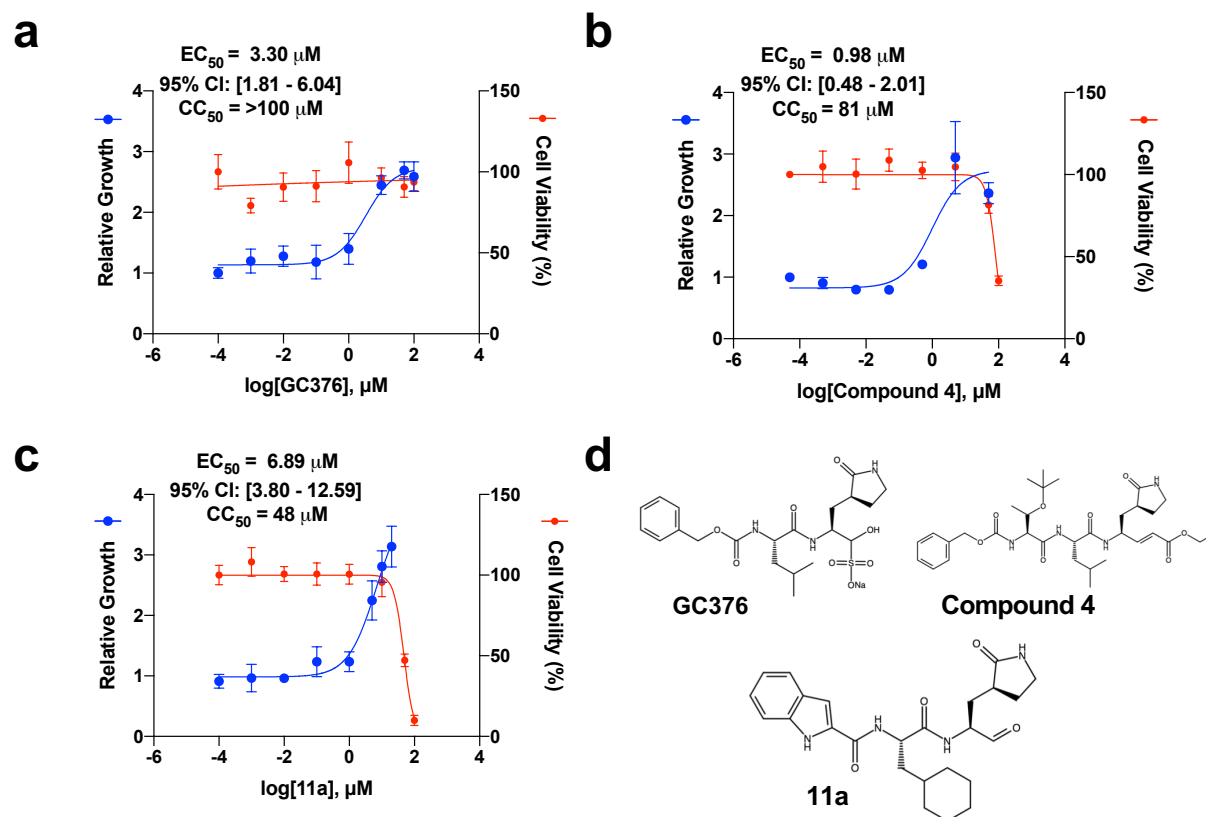 a
EC50 = 3.30 µM
95% CI: [1.81 - 6.04]
CC50 = >100 µM
Relative Growth
4
3
2
1
0
150
100
50
0
Cell Viability
(%)
-6 -4 -2 0 2 4
log[GC376], µM
b
EC50 = 0.98 µM
95% CI: [0.48 - 2.01]
CC50 = 81 µM
Relative Growth
4
3
2
1
0
150
100
50
0
Cell Viability
(%)
-6 -4 -2 0 2 4
log[Compound 4], µM
c
EC50 = 6.89 µM
95% CI: [3.80 - 12.59]
CC50 = 48 µM
Relative Growth
4
3
2
1
0
150
100
50
0
Cell Viability
(%)
-6 -4 -2 0 2 4
log[11a], µM
d
O
NH
O
H
N
O
O
N
H
OH
O
S
O
ONa
GC376
O
O
H
N
O
O
N
H
O
H
N
O
NH
O
O
Compound 4
N
H
O
H
N
O
N
H
O
O
NH
11a